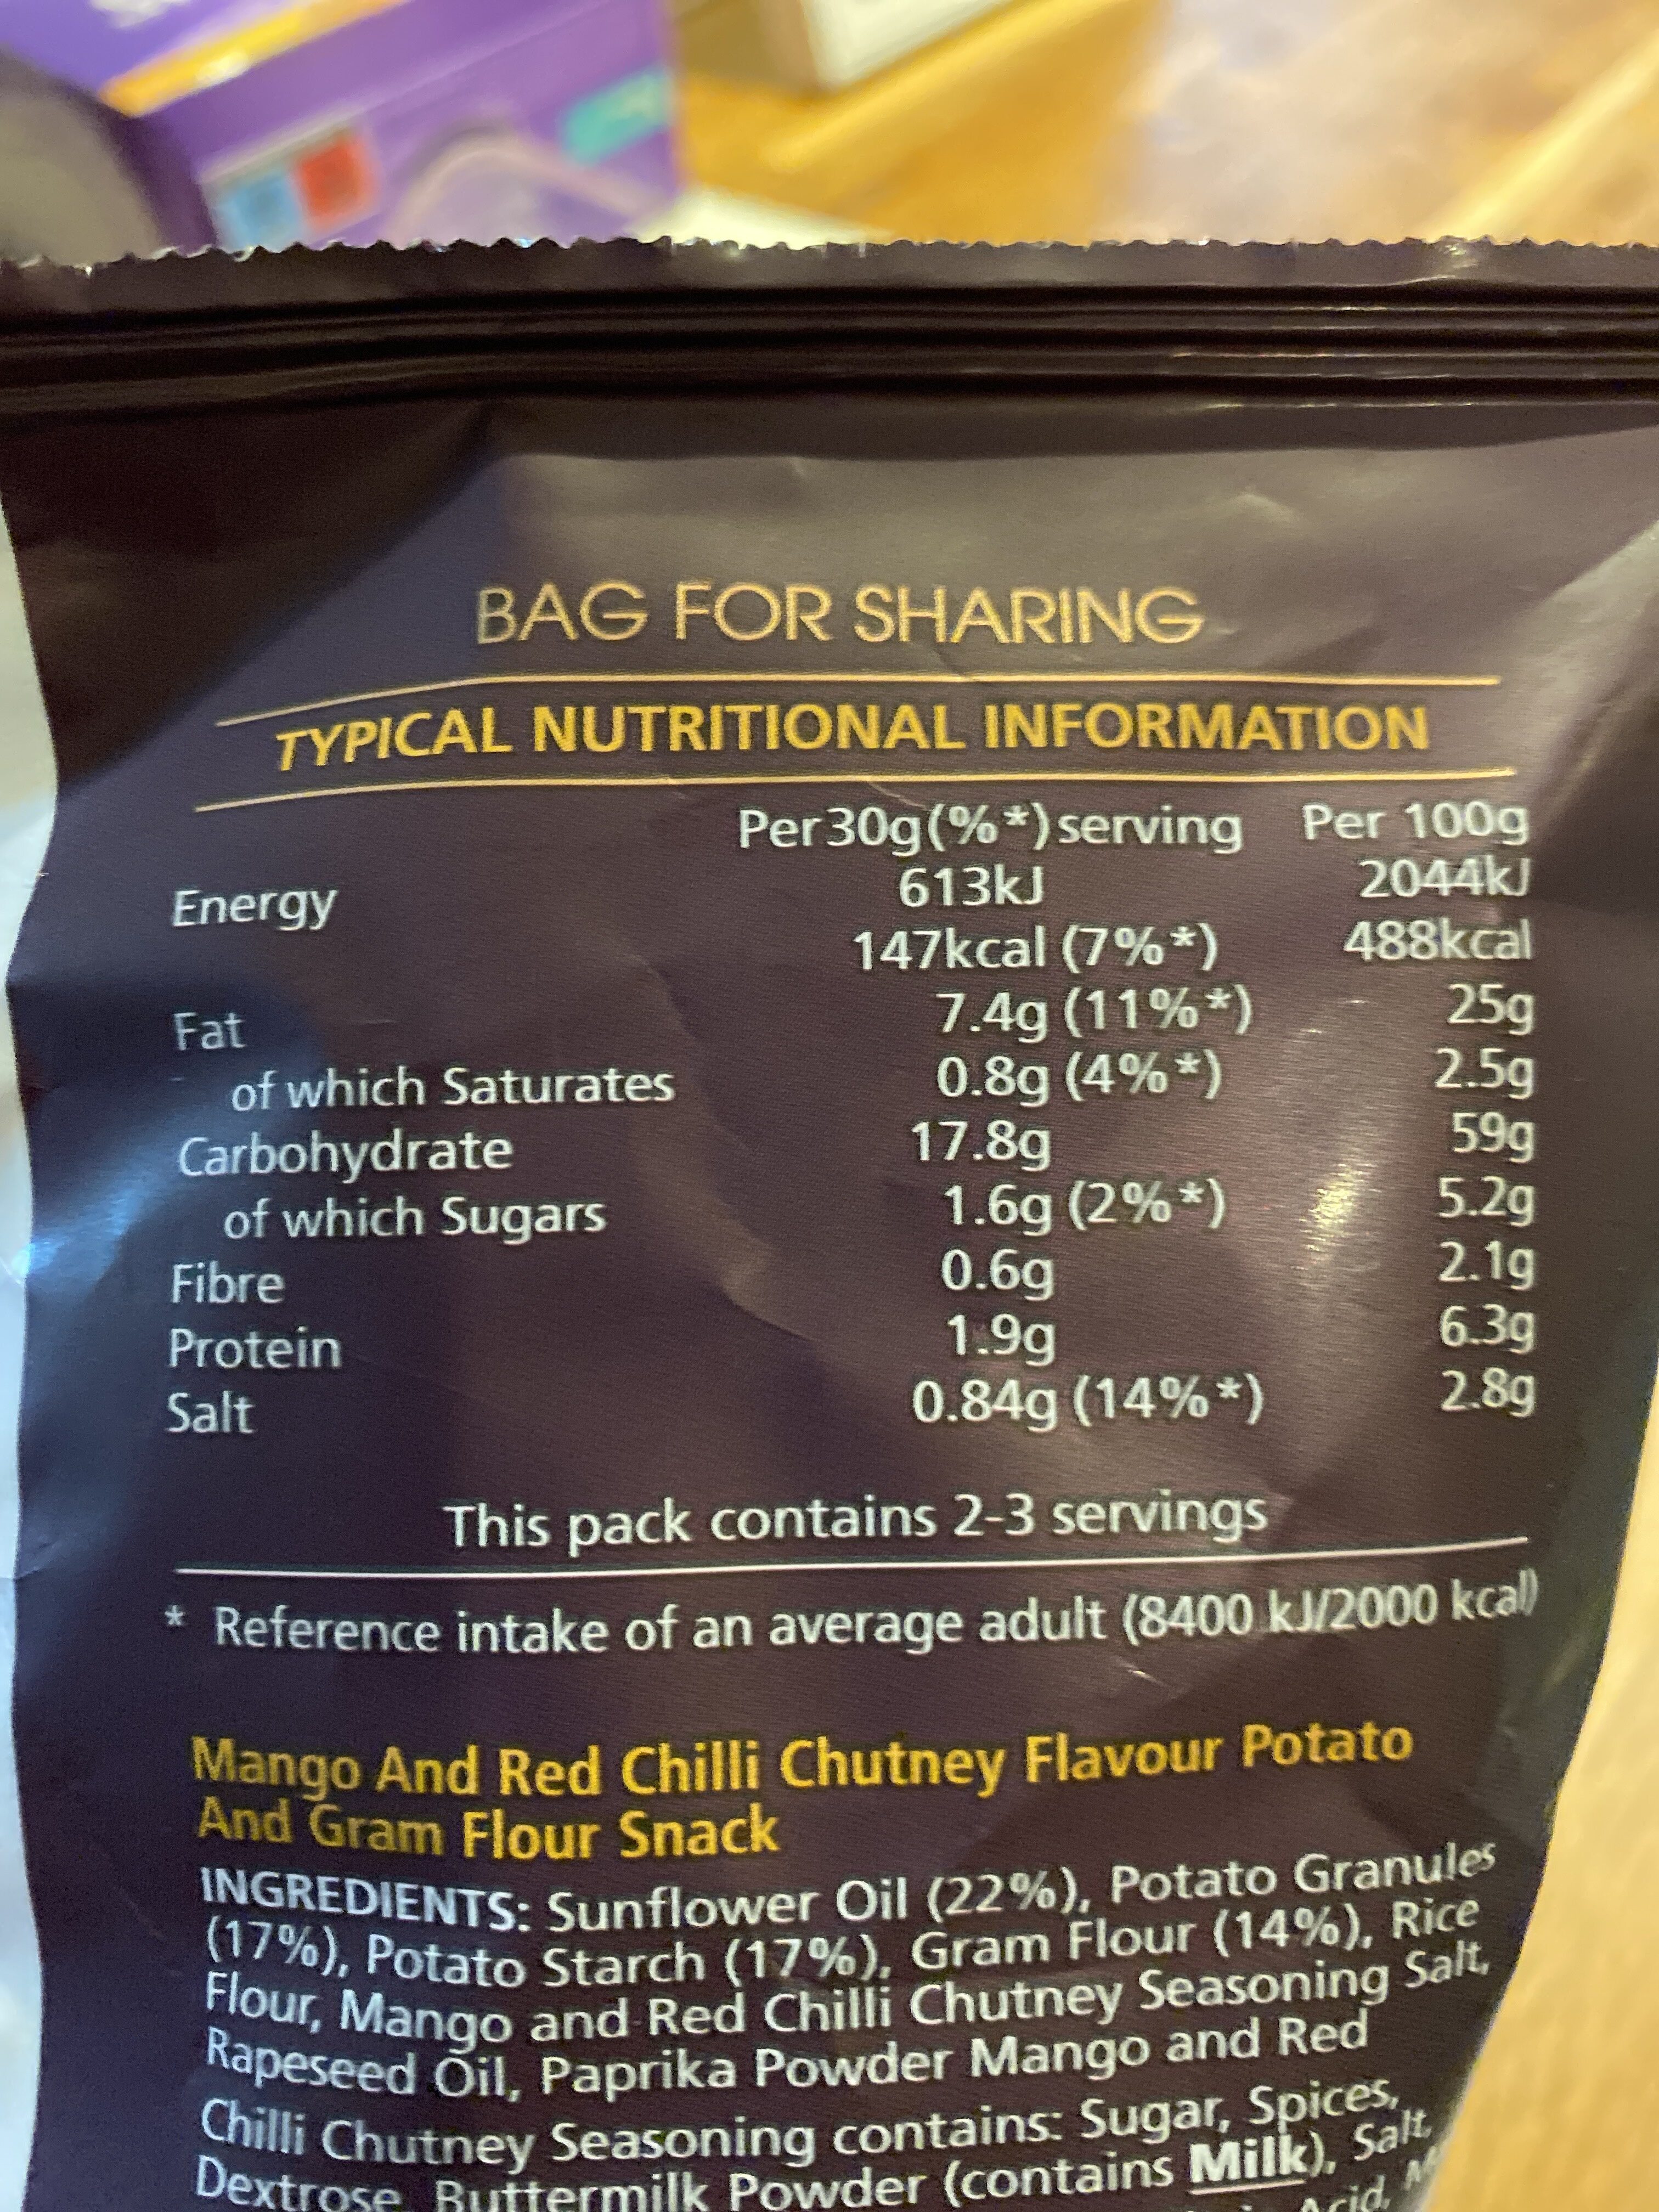 BAG FOR SHARING
TYPICAL NUTRITIONAL INFORMATION
Per 30g (%*) serving Per 100g
Energy 613kJ 2044kJ
147kcal (7%*) 488kcal
Fat 7.4g (11%*) 25g
of which Saturates 0.8g (4%*) 2.5g
Carbohydrate 17.8g 59g
of which Sugars 1.6g (2%*) 5.2g
Fibre 0.6g 2.1g
Protein 1.9g 6.3g
Salt 0.84g (14%*) 2.8g
This pack contains 2-3 servings
* Reference intake of an average adult (8400 kJ/2000 kcal)
Mango And Red Chilli Chutney Flavour Potato
And Gram Flour Snack
INGREDIENTS: Sunflower Oil (22%), Potato Granules
(17%), Potato Starch (17%), Gram Flour (14%), Rice
Flour, Mango and Red Chilli Chutney Seasoning Salt,
Rapeseed Oil, Paprika Powder Mango and Red
Chilli Chutney Seasoning contains: Sugar, Spices,
Dextrose, Buttermilk Powder (contains Milk), Salt,
Acid,